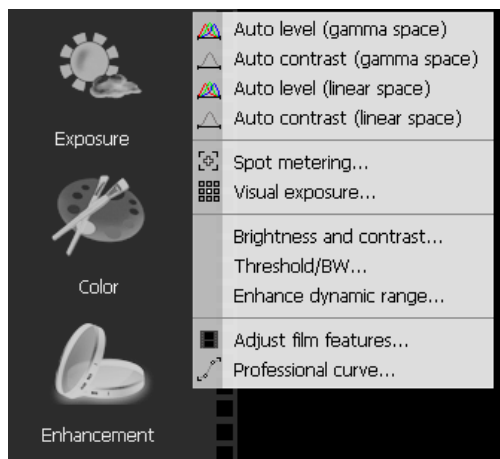 Exposure
Color
Enhancement
Auto level (gamma space)
Auto contrast (gamma space)
Auto level (linear space)
Auto contrast (linear space)
Spot metering...
Visual exposure...
Brightness and contrast...
Threshold/BW...
Enhance dynamic range...
Adjust film features...
Professional curve...